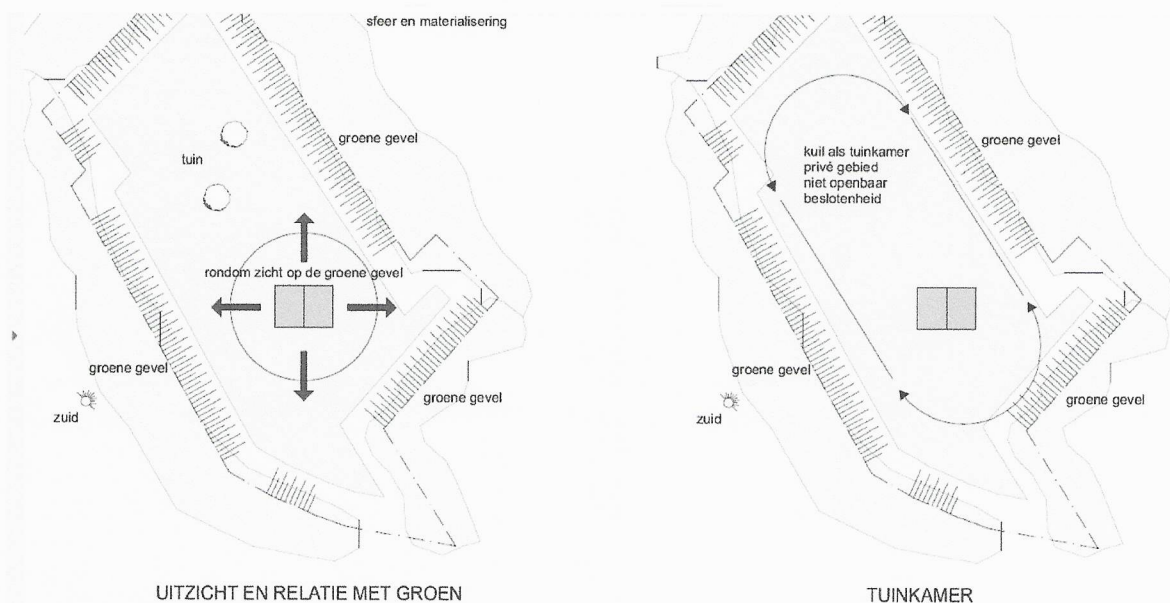 sfeer en materialisering
groene gevel
tuin
rondom zicht op de groene gevel
groene gevel
groene gevel
zuid
UITZICHT EN RELATIE MET GROEN
groene gevel
kuil als tuinkamer
privé gebied
niet openbaar
beslotenheid
groene gevel
groene gevel
zuid
TUINKAMER